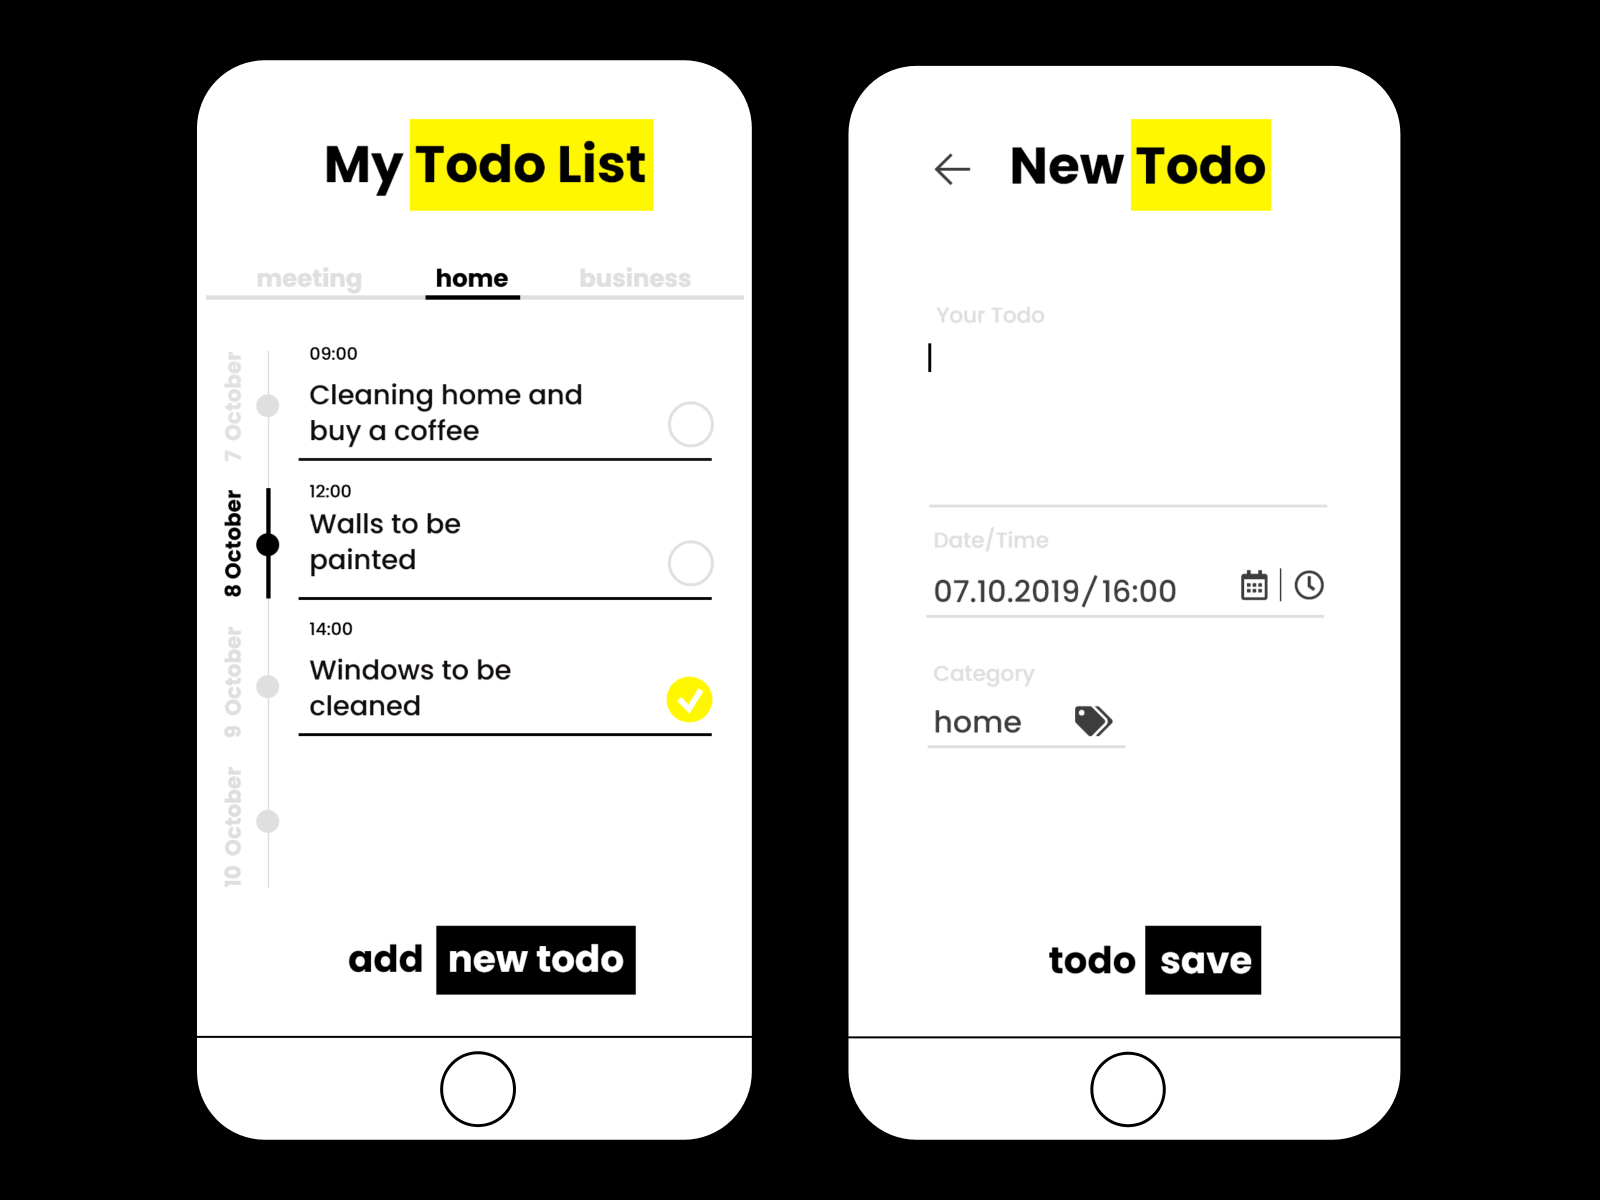 My Todo List
meeting home business
7 October
8 October
9 October
10 October
09:00
Cleaning home and
buy a coffee
12:00
Walls to be
painted
14:00
Windows to be
cleaned
add new todo
New Todo
Your Todo
Date/Time
07.10.2019/16:00
Category
home
todo save